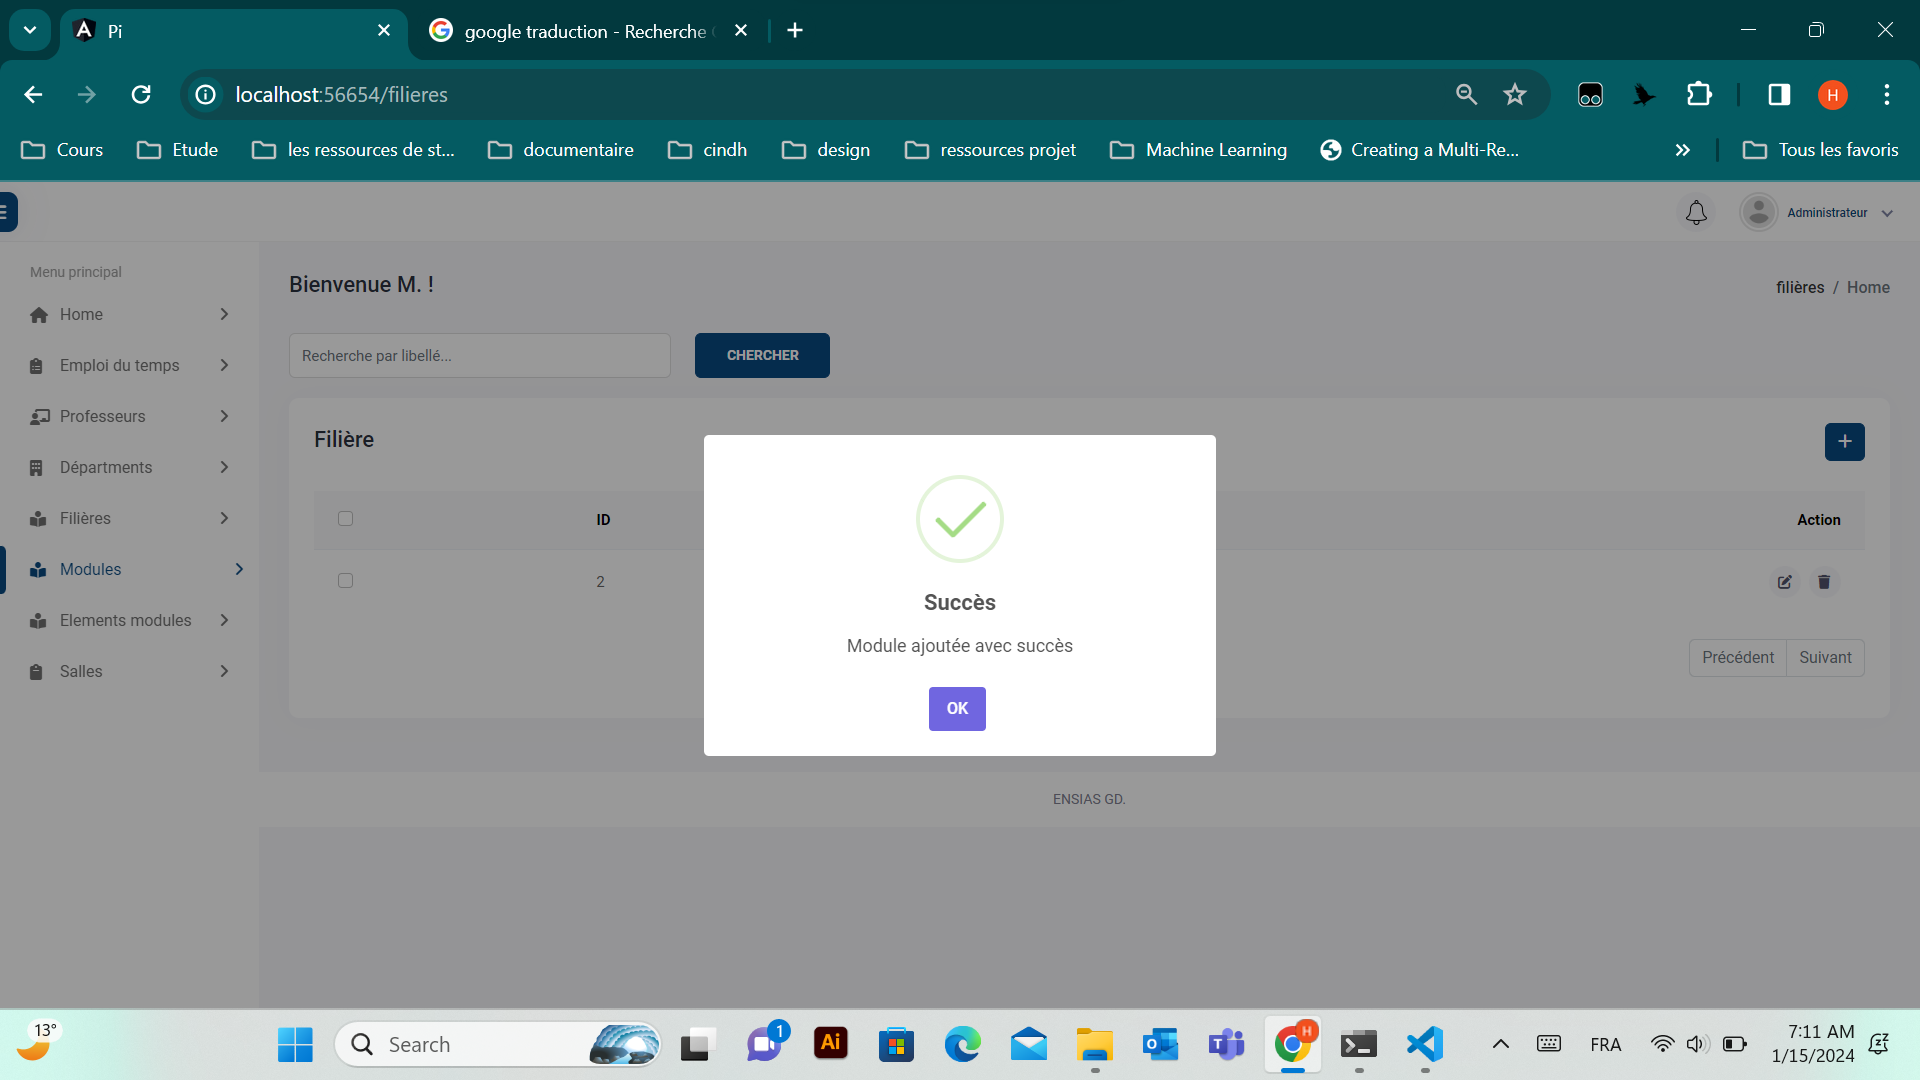 Pi
google traduction - Recherche
localhost:56654/filieres
H
Cours
Etude
les ressources de st...
documentaire
cindh
design
ressources projet
Machine Learning
Creating a Multi-Re...
Tous les favoris
Administrateur
Menu principal
Home
Emploi du temps
Professeurs
Départments
Filières
Modules
Elements modules
Salles
Bienvenue M. !
filières / Home
Recherche par libellé...
CHERCHER
Filière
+
ID
Action
2
Précédent
Suivant
Succès
Module ajoutée avec succès
OK
ENSIAS GD.
13°
Search
1
Ai
H
FRA
7:11 AM
1/15/2024